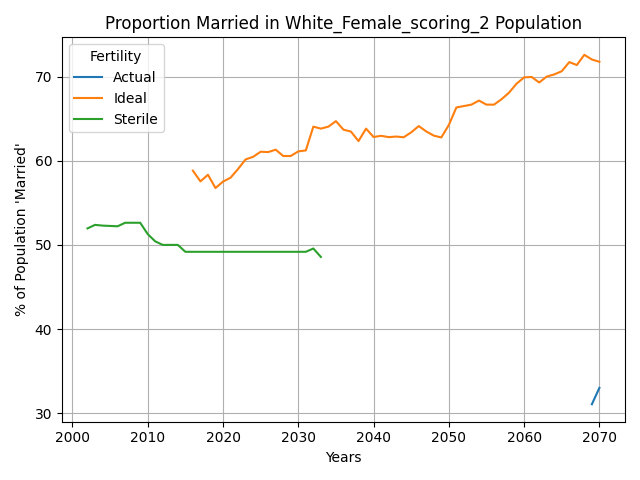 Proportion Married in White_Female_scoring_2 Population
% of Population 'Married'
Fertility
Actual
Ideal
Sterile
70
60
50
40
30
2000 2010 2020 2030 2040 2050 2060 2070
Years